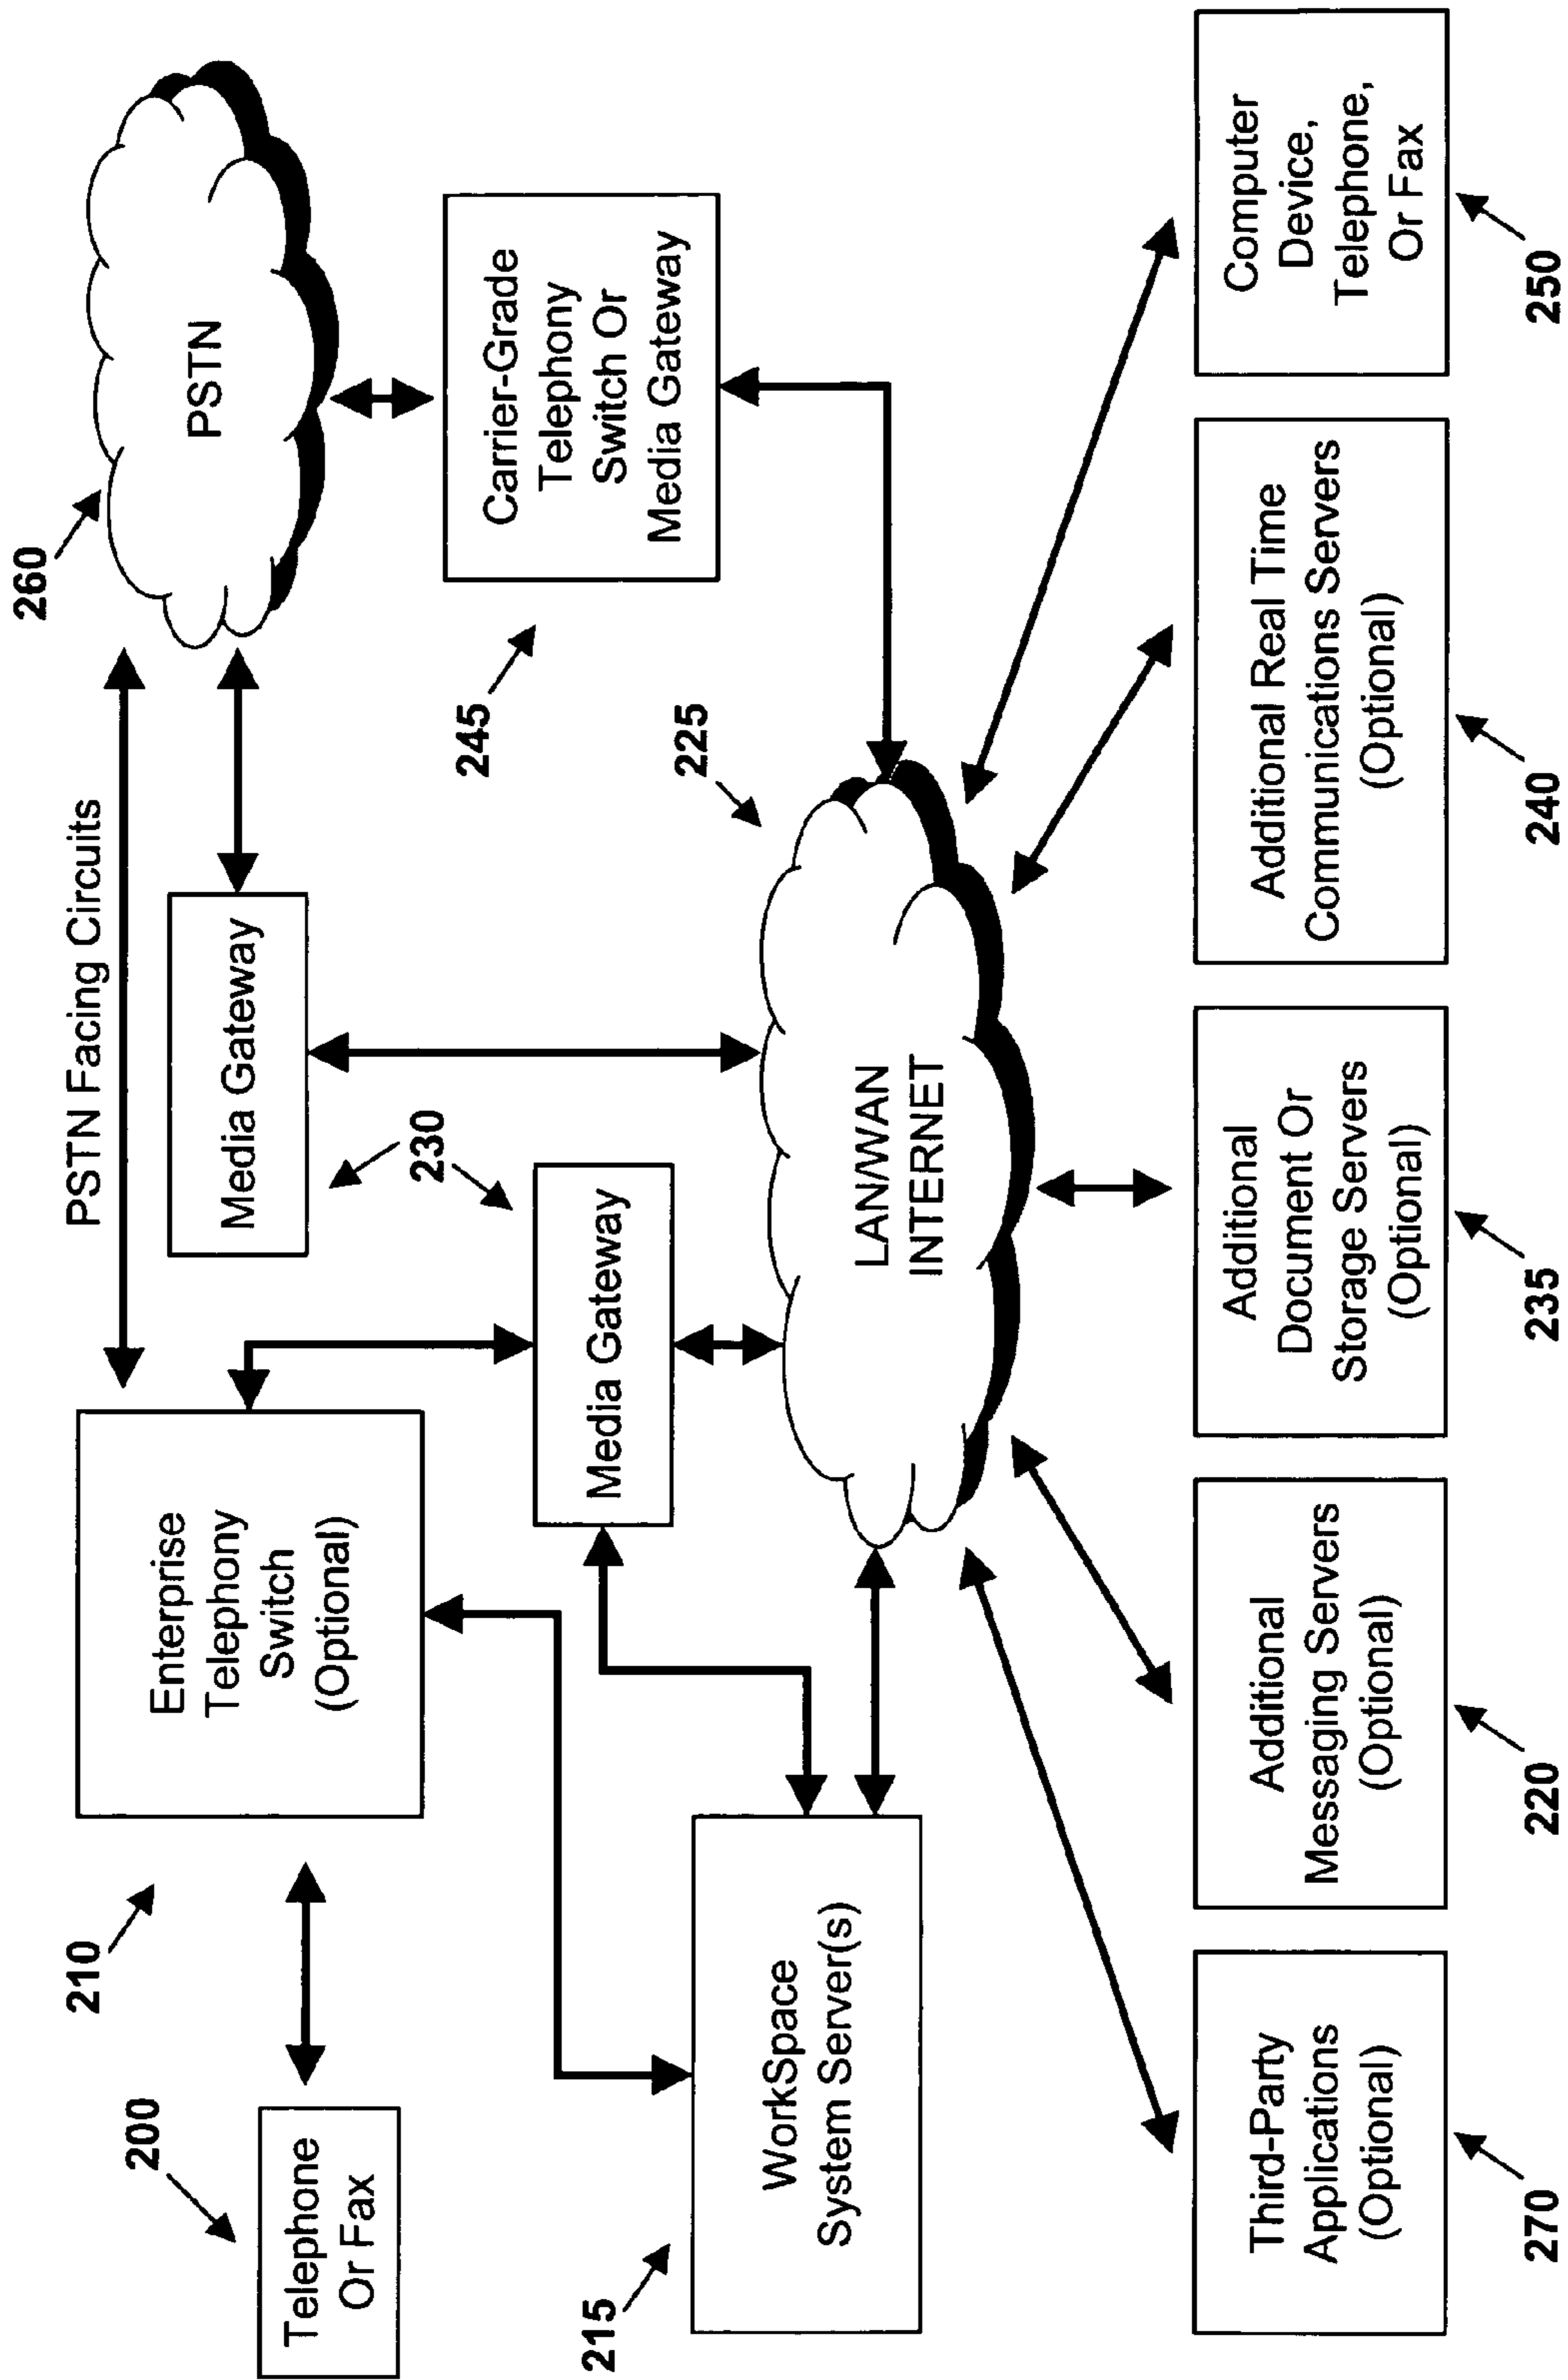 200
Telephone
Or Fax
210
Enterprise
Telephony
Switch
(Optional)
PSTN Facing Circuits
260
PSTN
Media Gateway
230
Media Gateway
245
Carrier-Grade
Telephony
Switch Or
Media Gateway
215
WorkSpace
System Server(s)
225
LAN/WAN
INTERNET
Third-Party
Applications
(Optional)
270
Additional
Messaging Servers
(Optional)
220
Additional
Document Or
Storage Servers
(Optional)
235
Additional Real Time
Communications Servers
(Optional)
240
Computer
Device,
Telephone,
Or Fax
250